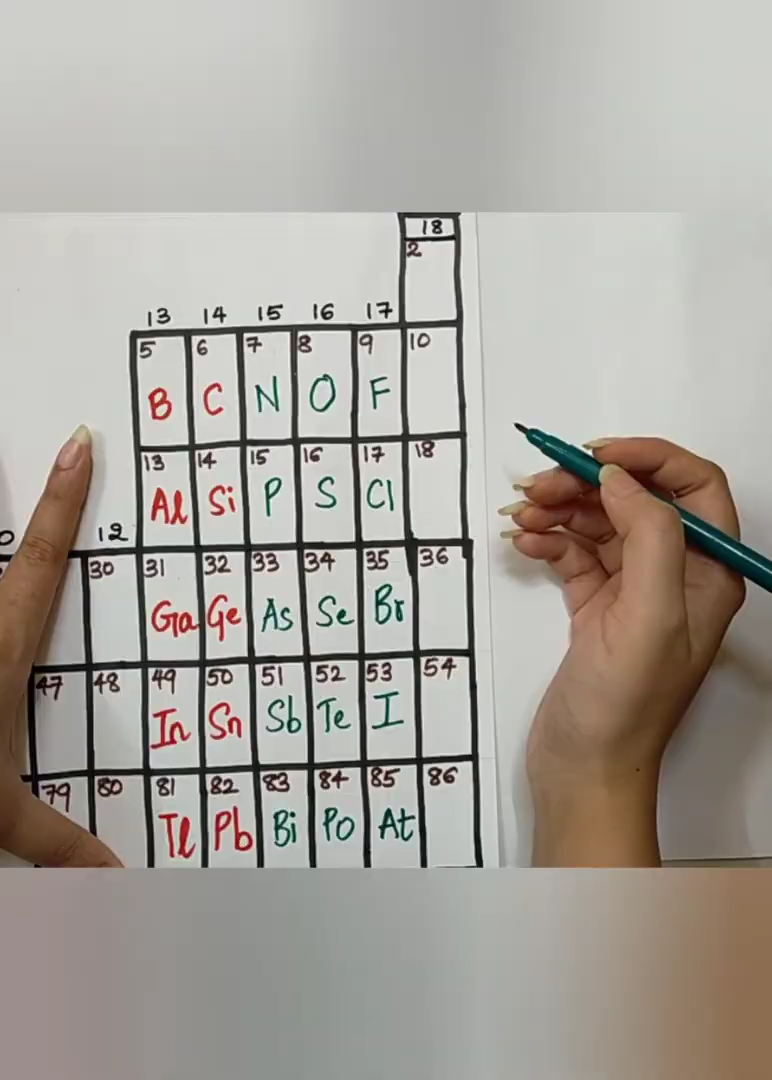 18
2
13 14 15 16 17
5 6 7 8 9 10
B C N O F
13 14 15 16 17 18
Al Si P S Cl
12
30 31 32 33 34 35 36
Ga Ge As Se Br
47 48 49 50 51 52 53 54
In Sn Sb Te I
79 80 81 82 83 84 85 86
Tl Pb Bi Po At